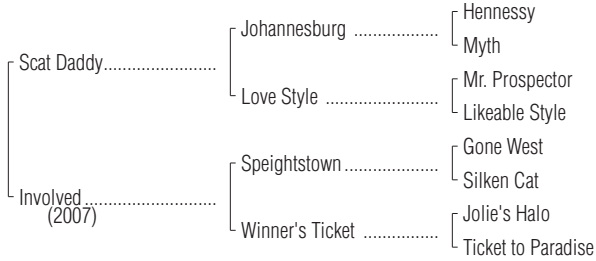 Hennessy
Johannesburg ..................
Myth
Scat Daddy........................
Mr. Prospector
Love Style ........................
Likeable Style
Gone West
Speightstown....................
Silken Cat
Involved ............................
(2007)
Jolie's Halo
Winner's Ticket ................
Ticket to Paradise